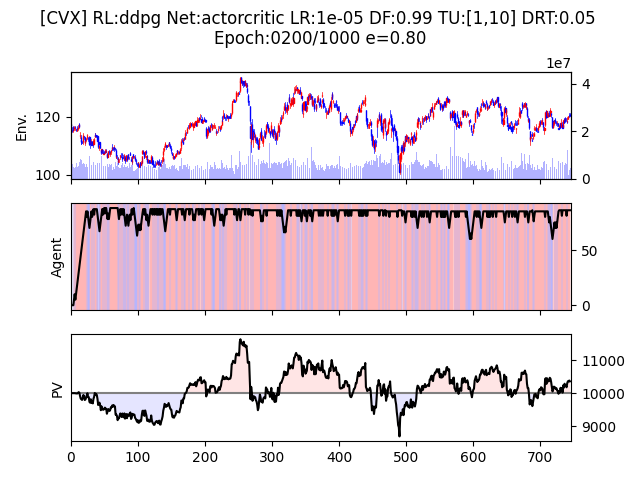 [CVX] RL:ddpg Net:actorcritic LR:1e-05 DF:0.99 TU:[1,10] DRT:0.05
Epoch:0200/1000 e=0.80
1e7
Env.
120
100
4
2
0
Agent
50
0
PV
11000
10000
9000
0 100 200 300 400 500 600 700